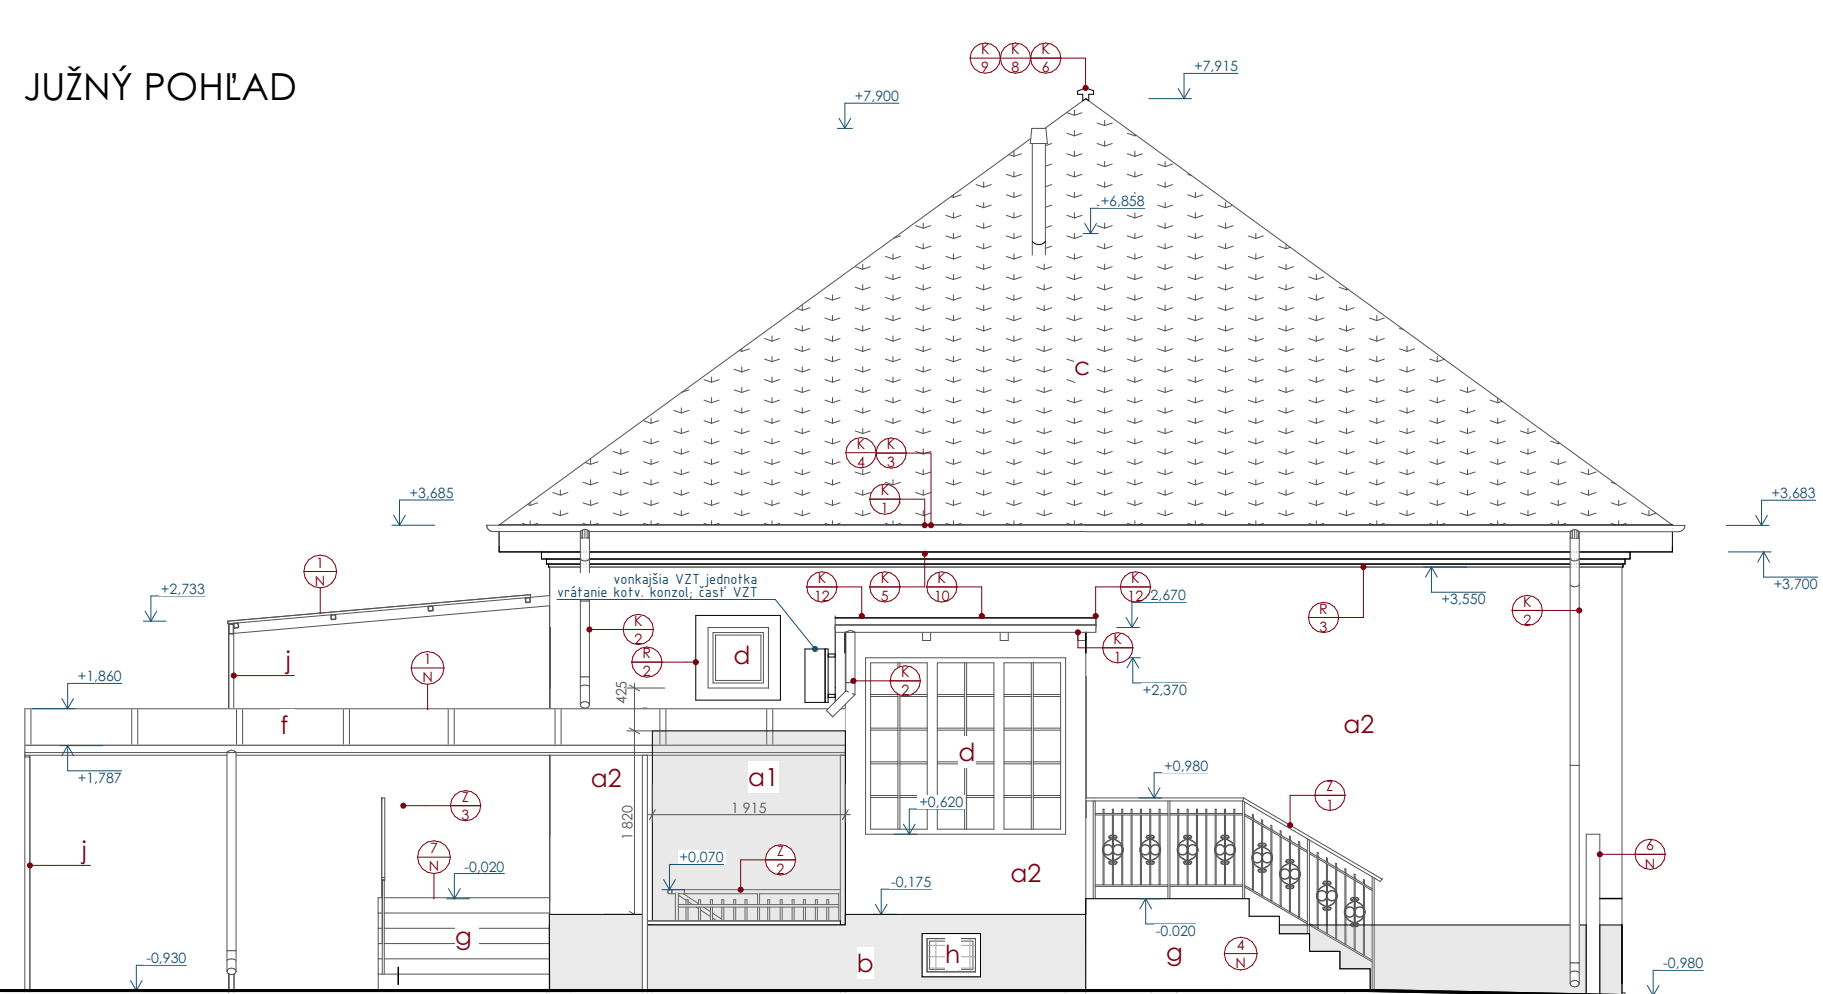 JUŽNÝ POHĽAD
K 9
K 8
K 6
+7,915
+7,900
+6,858
c
K 4
K 3
K 1
+3,685
+3,683
+3,700
1 N
vonkajšia VZT jednotka
vrátanie kotv. konzol; časť VZT
K 12
K 5
K 10
K 12
+2,670
+3,550
R 3
K 2
+2,733
K 2
R 2
d
K 1
j
1 N
K 2
+2,370
+1,860
425
f
a2
d
+1,787
a2
a1
+0,980
Z 1
Z 3
1 915
+0,620
1 820
j
7 N
-0,020
+0,070
Z 2
-0,175
a2
6 N
g
-0.020
b
h
g
4 N
-0,930
-0,980